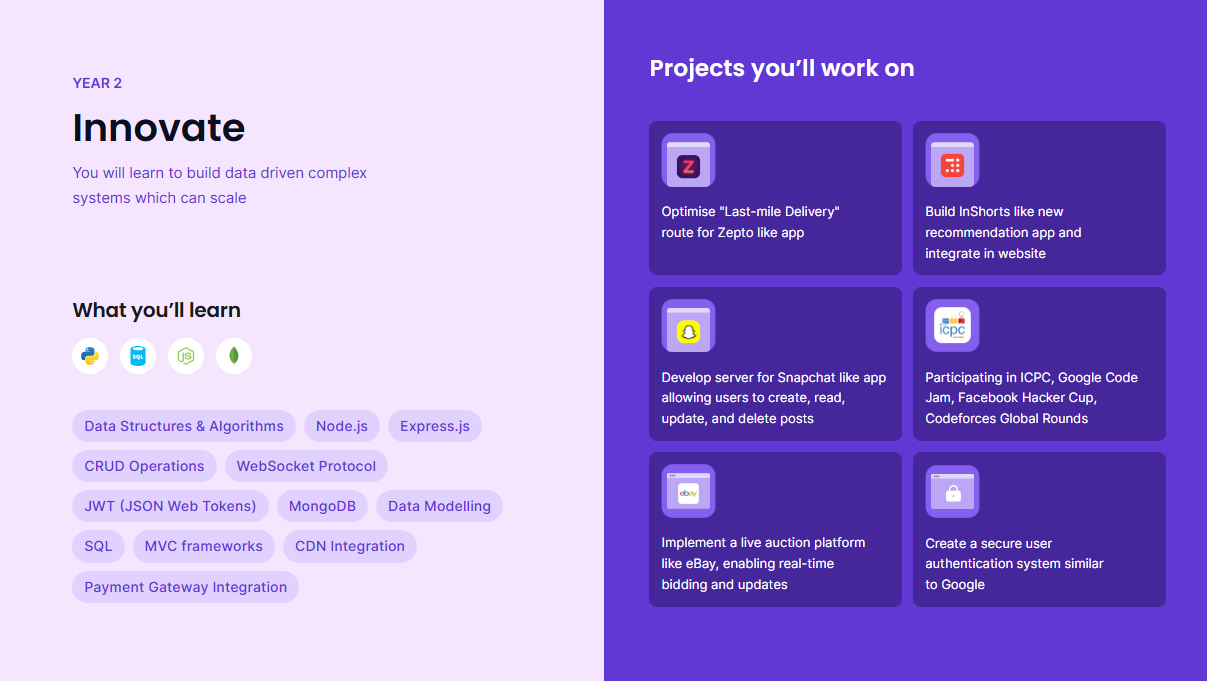 YEAR 2
Innovate
You will learn to build data driven complex
systems which can scale
What you’ll learn
SQL
JS
Data Structures & Algorithms
Node.js
Express.js
CRUD Operations
WebSocket Protocol
JWT (JSON Web Tokens)
MongoDB
Data Modelling
SQL
MVC frameworks
CDN Integration
Payment Gateway Integration
Projects you’ll work on
Z
Optimise "Last-mile Delivery"
route for Zepto like app
Build InShorts like new
recommendation app and
integrate in website
Develop server for Snapchat like app
allowing users to create, read,
update, and delete posts
icpc
Participating in ICPC, Google Code
Jam, Facebook Hacker Cup,
Codeforces Global Rounds
ebay
Implement a live auction platform
like eBay, enabling real-time
bidding and updates
Create a secure user
authentication system similar
to Google